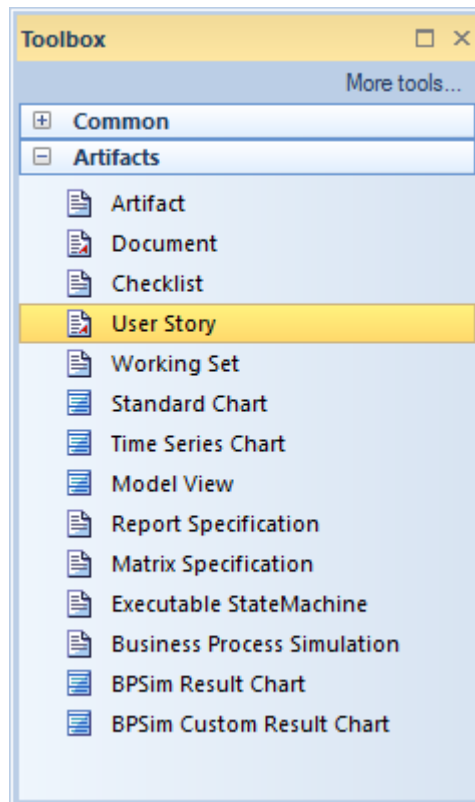 Toolbox
More tools...
Common
Artifacts
Artifact
Document
Checklist
User Story
Working Set
Standard Chart
Time Series Chart
Model View
Report Specification
Matrix Specification
Executable StateMachine
Business Process Simulation
BPSim Result Chart
BPSim Custom Result Chart